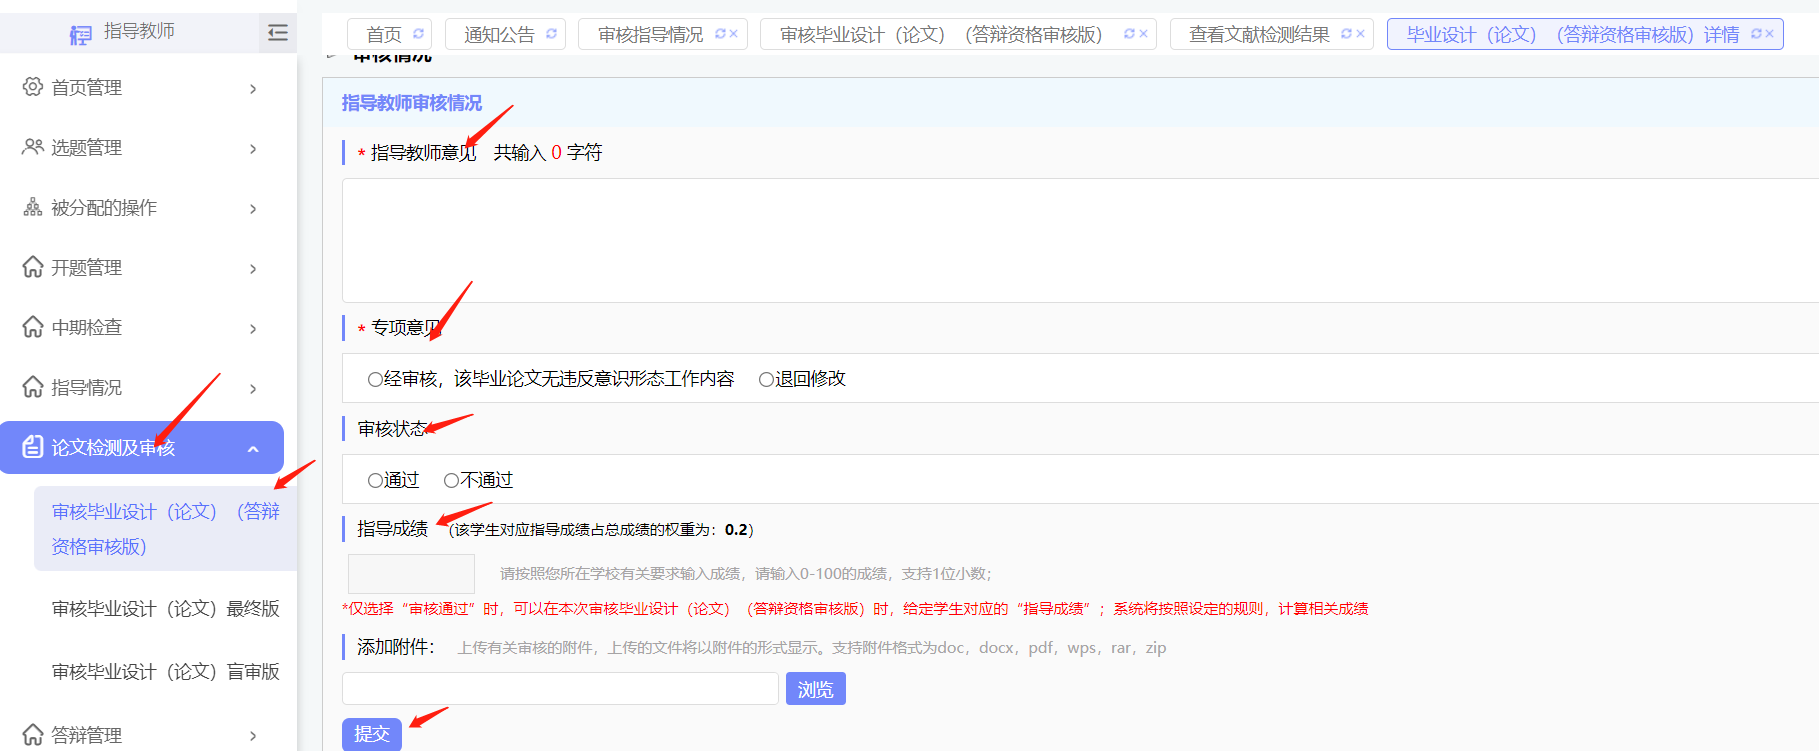 指导教师
首页管理
选题管理
被分配的操作
开题管理
中期检查
指导情况
论文检测及审核
审核毕业设计（论文）（答辩
资格审核版）
审核毕业设计（论文）最终版
审核毕业设计（论文）盲审版
答辩管理
首页
通知公告
审核指导情况
审核毕业设计（论文）（答辩资格审核版）
查看文献检测结果
毕业设计（论文）（答辩资格审核版）详情
审核情况
指导教师审核情况
* 指导教师意见 共输入 0 字符
* 专项意见
经审核，该毕业论文无违反意识形态工作内容 退回修改
审核状态
通过 不通过
指导成绩 （该学生对应指导成绩占总成绩的权重为：0.2）
请按照您所在学校有关要求输入成绩，请输入0-100的成绩，支持1位小数；
*仅选择“审核通过”时，可以在本次审核毕业设计（论文）（答辩资格审核版）时，给定学生对应的“指导成绩”；系统将按照设定的规则，计算相关成绩
添加附件： 上传有关审核的附件，上传的文件将以附件的形式显示。支持附件格式为doc，docx，pdf，wps，rar，zip
浏览
提交